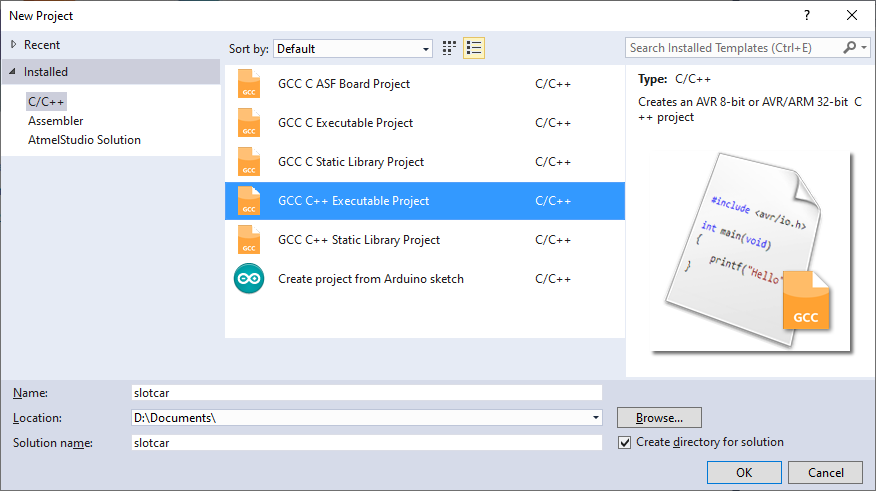 New Project
? 
Recent
Installed
C/C++
Assembler
AtmelStudio Solution
Sort by: Default
Search Installed Templates (Ctrl+E)
GCC
GCC C ASF Board Project C/C++
GCC
GCC C Executable Project C/C++
GCC
GCC C Static Library Project C/C++
GCC
GCC C++ Executable Project C/C++
GCC
GCC C++ Static Library Project C/C++
Create project from Arduino sketch C/C++
Type: C/C++
Creates an AVR 8-bit or AVR/ARM 32-bit C
++ project
#include <avr/io.h>
int main(void)
{
printf("Hello"
}
GCC
Name: slotcar
Location: D:\Documents\
Browse...
Solution name: slotcar
Create directory for solution
OK
Cancel